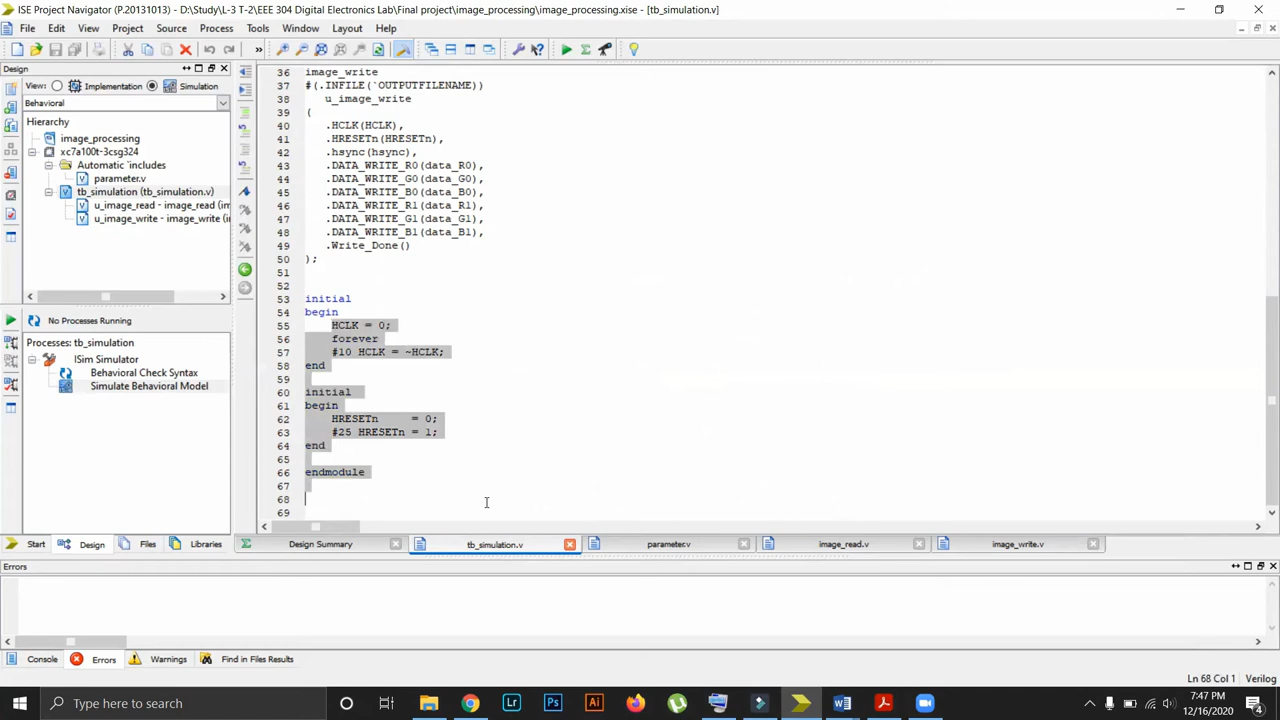 ISE Project Navigator (P.20131013) - D:\Study\L-3 T-2\EEE 304 Digital Electronics Lab\Final project\image_processing\image_processing.xise - [tb_simulation.v]
File Edit View Project Source Process Tools Window Layout Help
Design
View: Implementation Simulation
Behavioral
Hierarchy
image_processing
xc7a100t-3csg324
Automatic `includes
parameter.v
tb_simulation (tb_simulation.v)
u_image_read - image_read (im
u_image_write - image_write (i
No Processes Running
Processes: tb_simulation
ISim Simulator
Behavioral Check Syntax
Simulate Behavioral Model
36 image_write
37 #(.INFILE(`OUTPUTFILENAME))
38 u_image_write
39 (
40 .HCLK(HCLK),
41 .HRESETn(HRESETn),
42 .hsync(hsync),
43 .DATA_WRITE_R0(data_R0),
44 .DATA_WRITE_G0(data_G0),
45 .DATA_WRITE_B0(data_B0),
46 .DATA_WRITE_R1(data_R1),
47 .DATA_WRITE_G1(data_G1),
48 .DATA_WRITE_B1(data_B1),
49 .Write_Done()
50 );
51
52
53 initial
54 begin
55 HCLK = 0;
56 forever
57 #10 HCLK = ~HCLK;
58 end
59
60 initial
61 begin
62 HRESETn = 0;
63 #25 HRESETn = 1;
64 end
65
66 endmodule
67
68
69
Start Design Files Libraries
Design Summary tb_simulation.v parameter.v image_read.v image_write.v
Errors
Console Errors Warnings Find in Files Results
Ln 68 Col 1 Verilog
Type here to search
Lr Ps Ai
7:47 PM
12/16/2020
4